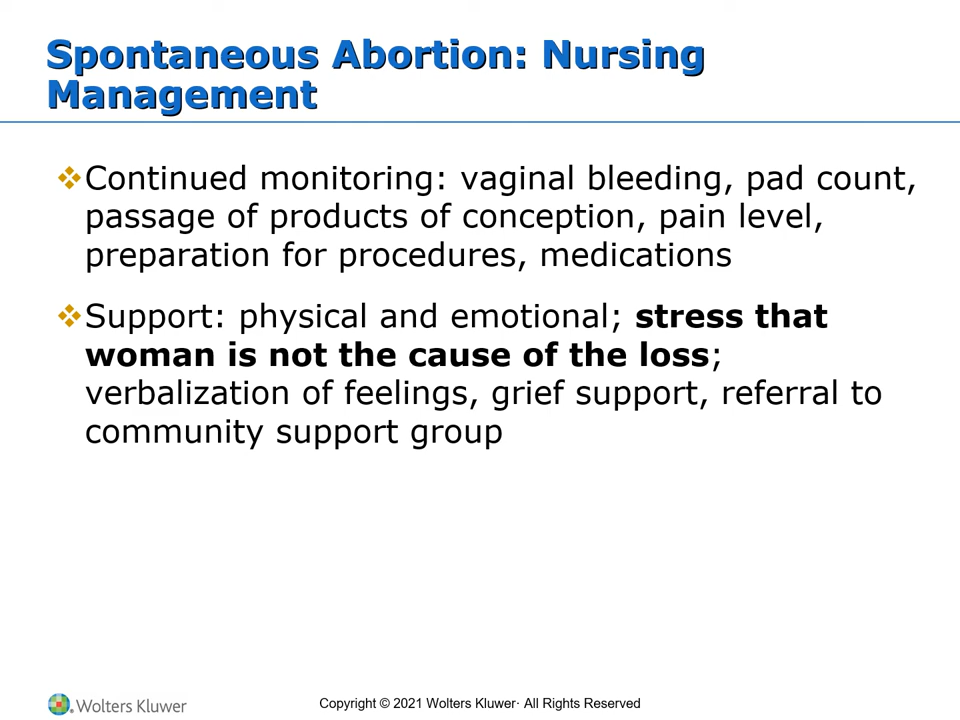 Spontaneous Abortion: Nursing
Management
❖Continued monitoring: vaginal bleeding, pad count,
passage of products of conception, pain level,
preparation for procedures, medications
❖Support: physical and emotional; stress that
woman is not the cause of the loss;
verbalization of feelings, grief support, referral to
community support group
Wolters Kluwer
Copyright © 2021 Wolters Kluwer· All Rights Reserved